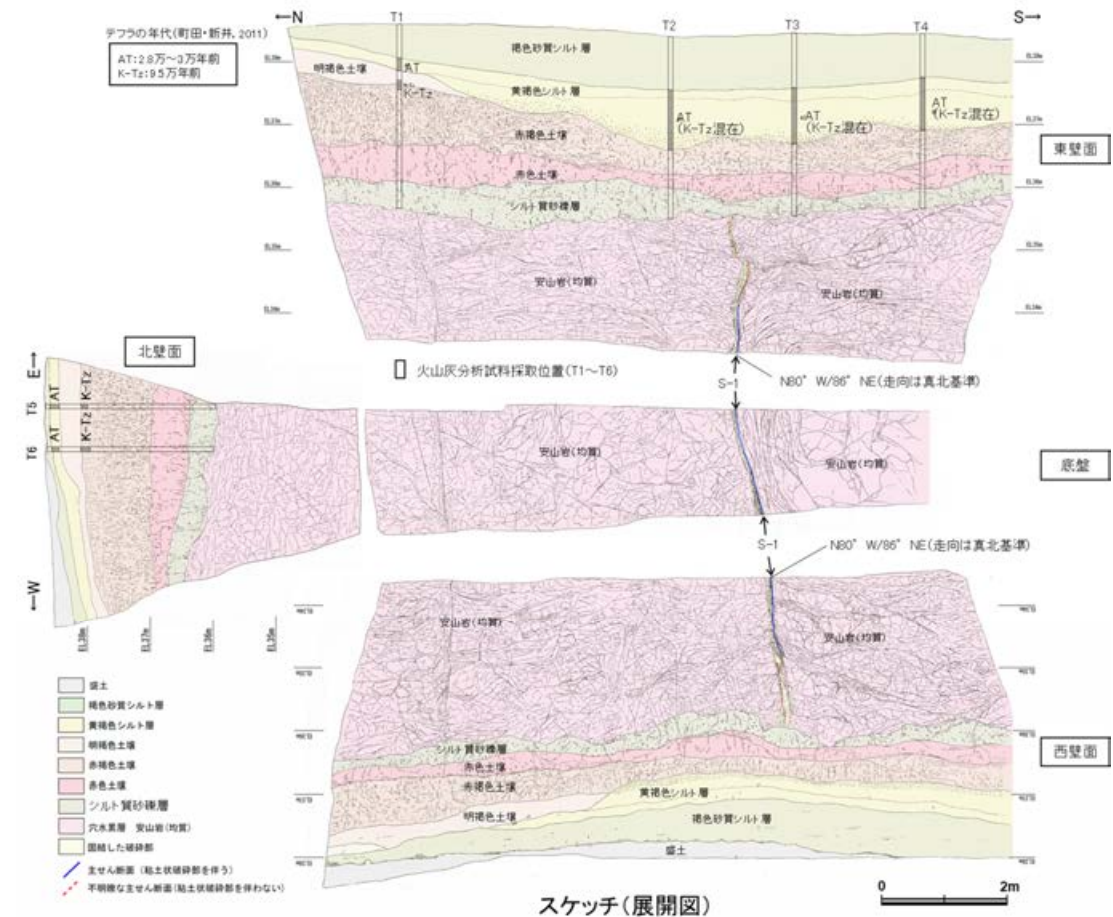 ←N
T1
T2
T3
T4
S→
テフラの年代(町田・新井, 2011)
AT:2.8万～3万年前
K-Tz:9.5万年前
褐色砂質シルト層
明褐色土壌
AT
K-Tz
黄褐色シルト層
AT
(K-Tz混在)
AT
(K-Tz混在)
AT
(K-Tz混在)
赤褐色土壌
東壁面
赤色土壌
シルト質砂礫層
安山岩(均質)
安山岩(均質)
北壁面
火山灰分析試料採取位置(T1～T6)
S-1
N80° W/86° NE(走向は真北基準)
E→
T5
AT
K-Tz
T6
AT
K-Tz
←W
EL38m
EL37m
EL36m
EL35m
安山岩(均質)
安山岩(均質)
底盤
S-1
N80° W/86° NE(走向は真北基準)
安山岩(均質)
安山岩(均質)
シルト質砂礫層
赤色土壌
赤褐色土壌
黄褐色シルト層
明褐色土壌
褐色砂質シルト層
盛土
西壁面
盛土
褐色砂質シルト層
黄褐色シルト層
明褐色土壌
赤褐色土壌
赤色土壌
シルト質砂礫層
穴水累層 安山岩(均質)
固結した破砕部
主せん断面 (粘土状破砕部を伴う)
不明瞭な主せん断面(粘土状破砕部を伴わない)
0 2m
スケッチ(展開図)